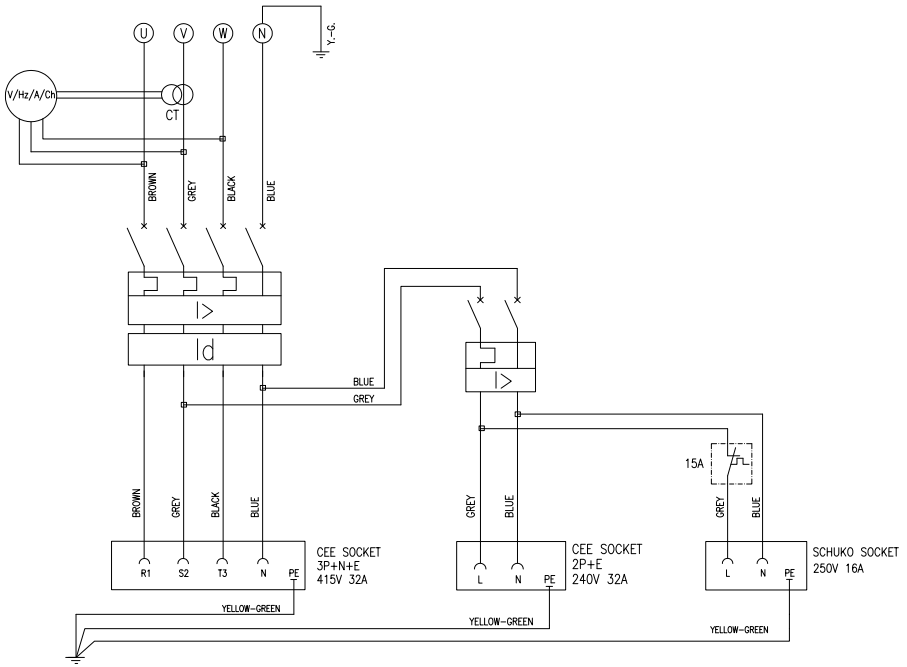 U V W N
Y.-G.
V/Hz/A/Ch
CT
BROWN
GREY
BLACK
BLUE
I>
Id
BLUE
GREY
I>
15A
BROWN
GREY
BLACK
BLUE
GREY
BLUE
GREY
BLUE
R1 S2 T3 N PE
CEE SOCKET
3P+N+E
415V 32A
L N PE
CEE SOCKET
2P+E
240V 32A
L N PE
SCHUKO SOCKET
250V 16A
YELLOW-GREEN
YELLOW-GREEN
YELLOW-GREEN